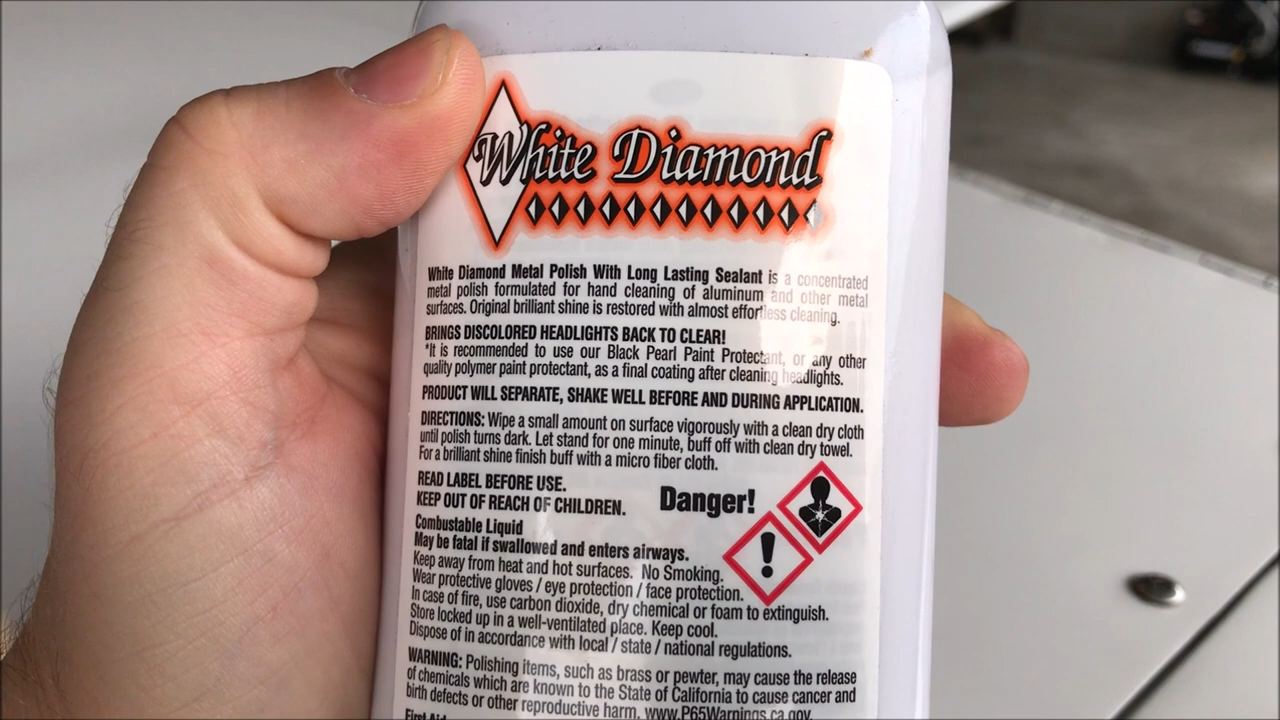 White Diamond
White Diamond Metal Polish With Long Lasting Sealant is a concentrated
metal polish formulated for hand cleaning of aluminum and other metal
surfaces. Original brilliant shine is restored with almost effortless cleaning.
BRINGS DISCOLORED HEADLIGHTS BACK TO CLEAR!
*It is recommended to use our Black Pearl Paint Protectant, or any other
quality polymer paint protectant, as a final coating after cleaning headlights.
PRODUCT WILL SEPARATE, SHAKE WELL BEFORE AND DURING APPLICATION.
DIRECTIONS: Wipe a small amount on surface vigorously with a clean dry cloth
until polish turns dark. Let stand for one minute, buff off with clean dry towel.
For a brilliant shine finish buff with a micro fiber cloth.
READ LABEL BEFORE USE.
KEEP OUT OF REACH OF CHILDREN.
Danger!
Combustable Liquid
May be fatal if swallowed and enters airways.
Keep away from heat and hot surfaces. No Smoking.
Wear protective gloves / eye protection / face protection.
In case of fire, use carbon dioxide, dry chemical or foam to extinguish.
Store locked up in a well-ventilated place. Keep cool.
Dispose of in accordance with local / state / national regulations.
WARNING: Polishing items, such as brass or pewter, may cause the release
of chemicals which are known to the State of California to cause cancer and
birth defects or other reproductive harm. www.P65Warnings.ca.gov.
First Aid